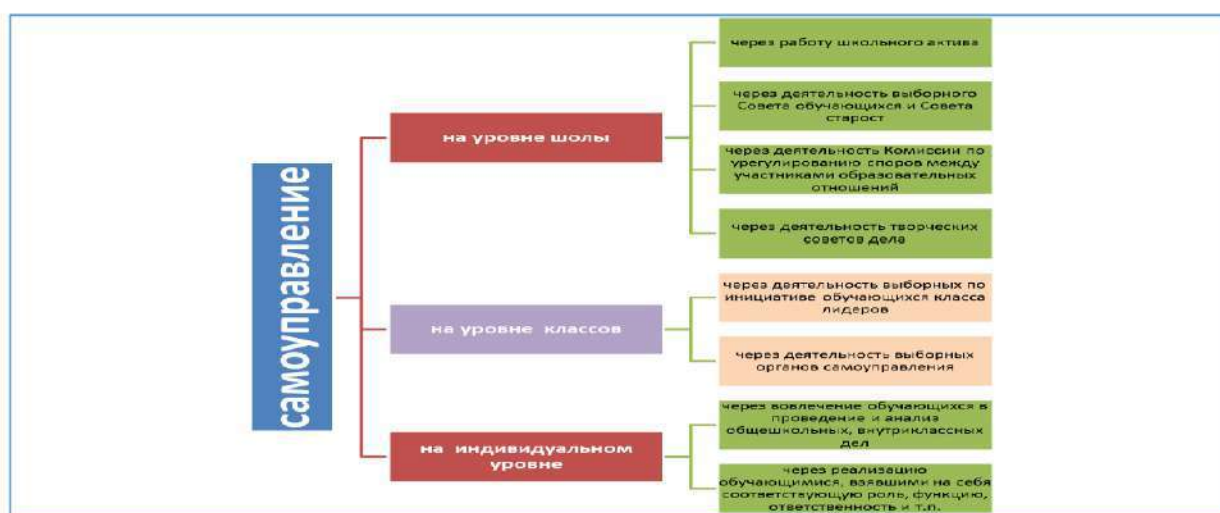 самоуправление
на уровне шолы
через работу школьного актива
через деятельность выборного
Совета обучающихся и Совета
старост
через деятельность Комиссии по
урегулированию споров между
участниками образовательных
отношений
через деятельность творческих
советов дела
на уровне классов
через деятельность выборных по
инициативе обучающихся класса
лидеров
через деятельность выборных
органов самоуправления
на индивидуальном
уровне
через вовлечение обучающихся в
проведение и анализ
общешкольных, внутриклассных
дел
через реализацию
обучающимися, взявшими на себя
соответствующую роль, функцию,
ответственность и т.п.